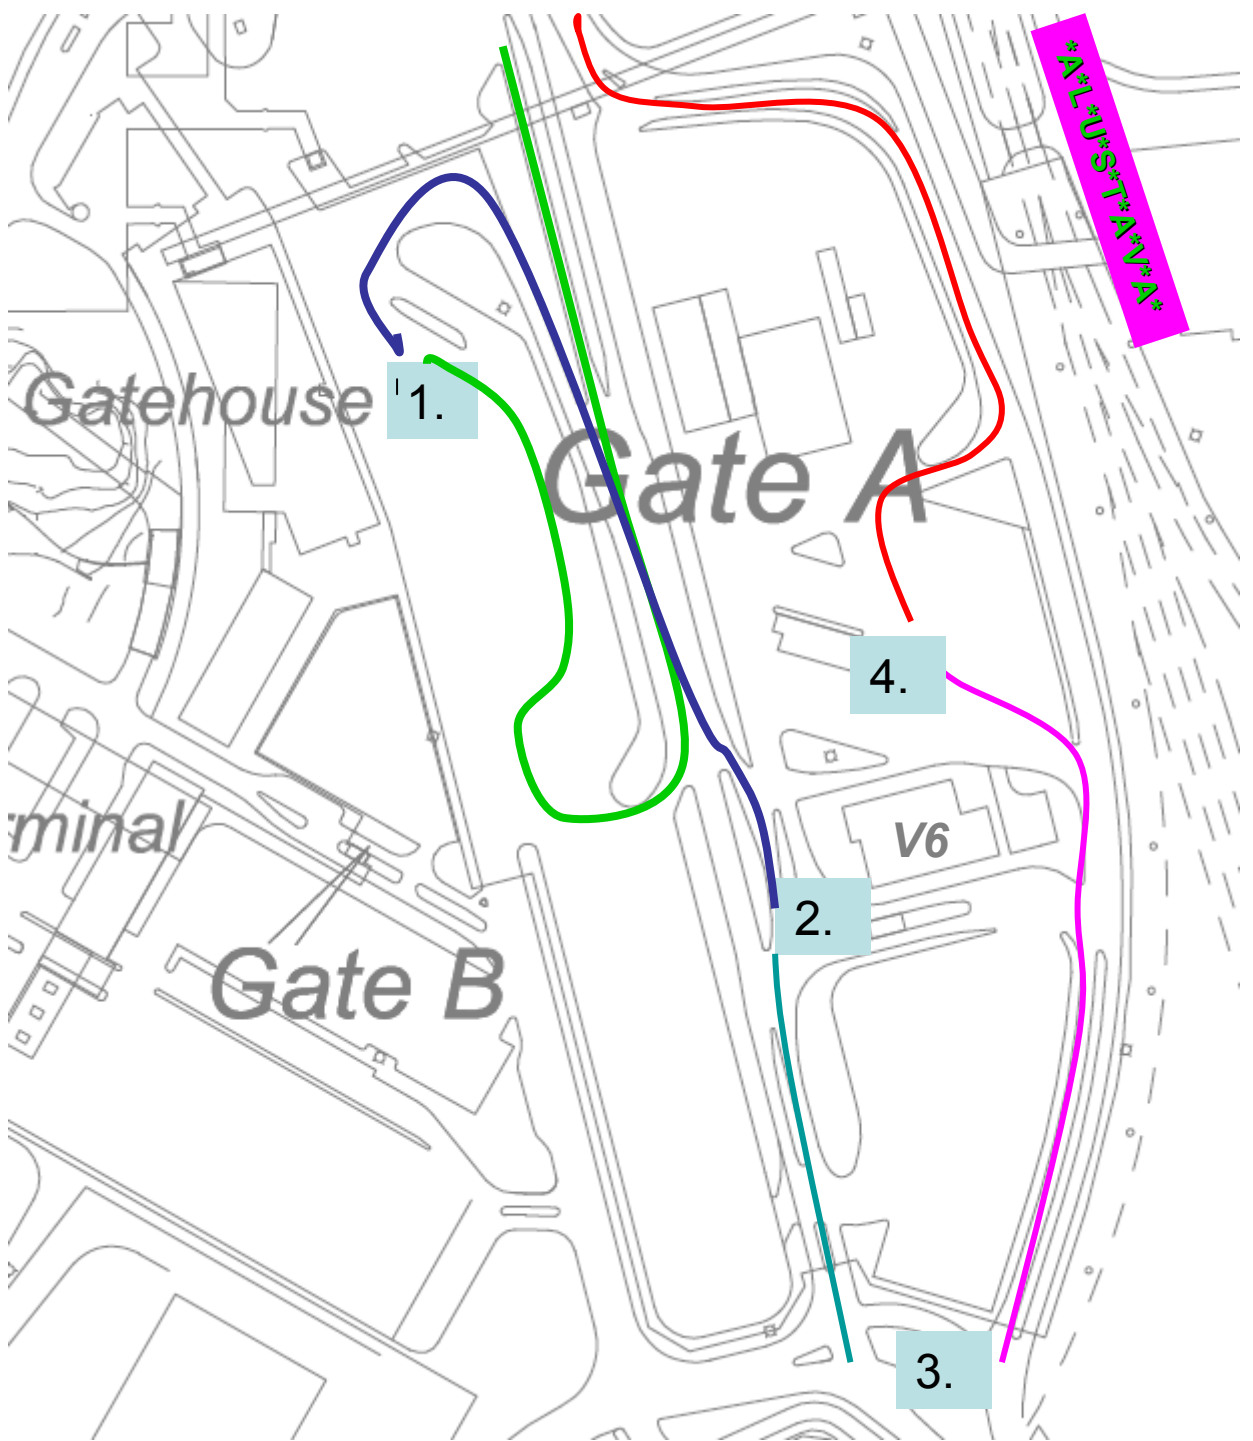 *A*L*U*S*T*A*V*A*
Gatehouse
1.
Gate A
4.
rminal
V6
2.
Gate B
3.